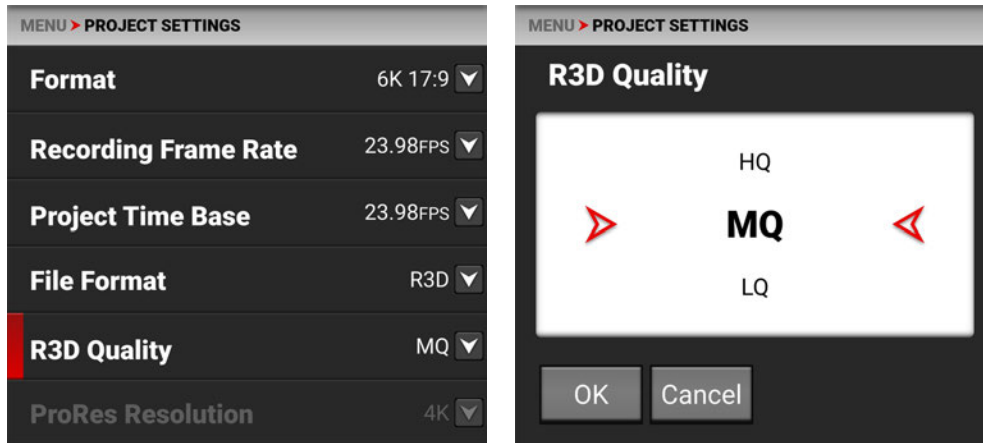 MENU > PROJECT SETTINGS
Format 6K 17:9
Recording Frame Rate 23.98FPS
Project Time Base 23.98FPS
File Format R3D
R3D Quality MQ
ProRes Resolution 4K
MENU > PROJECT SETTINGS
R3D Quality
HQ
MQ
LQ
OK Cancel